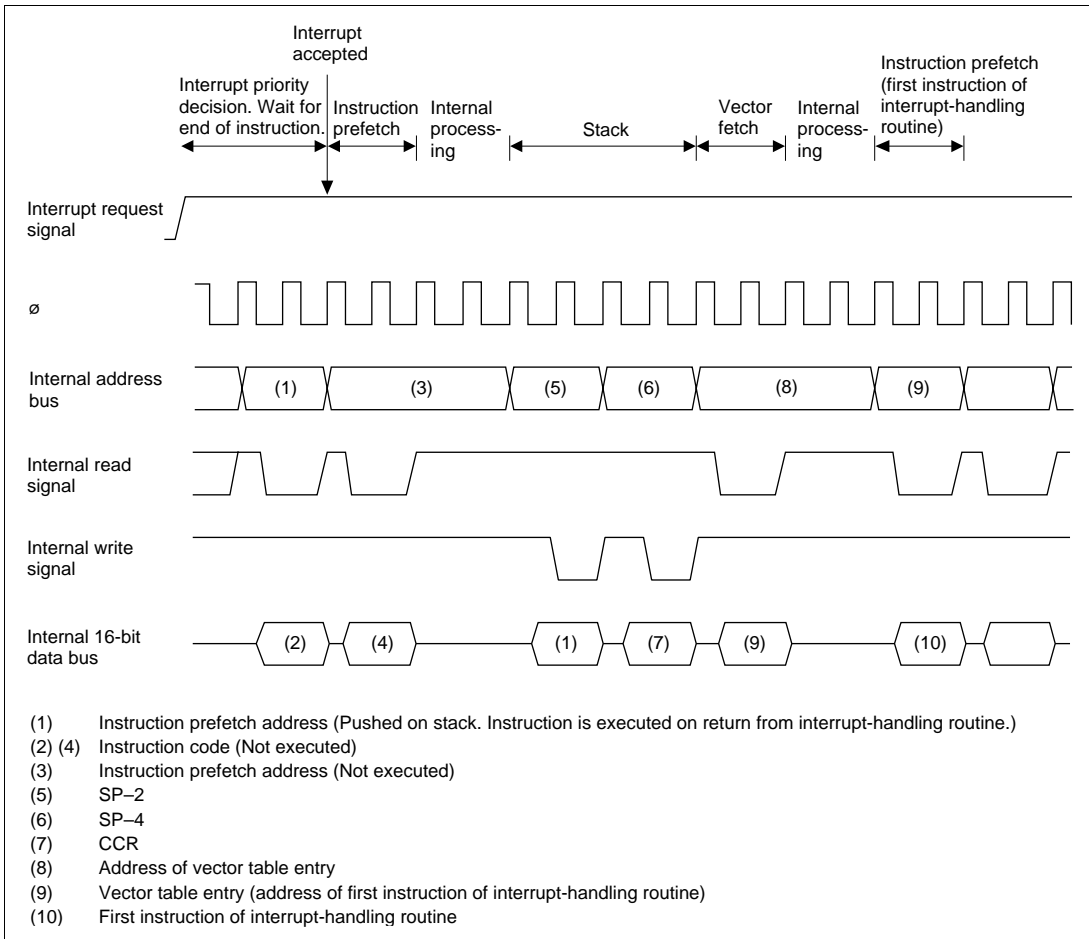 Interrupt
accepted
Interrupt priority
decision. Wait for
end of instruction.
Instruction
prefetch
Internal
process-
ing
Stack
Vector
fetch
Internal
process-
ing
Instruction prefetch
(first instruction of
interrupt-handling
routine)
Interrupt request
signal
ø
Internal address
bus
(1) (3) (5) (6) (8) (9)
Internal read
signal
Internal write
signal
Internal 16-bit
data bus
(2) (4) (1) (7) (9) (10)
(1) Instruction prefetch address (Pushed on stack. Instruction is executed on return from interrupt-handling routine.)
(2) (4) Instruction code (Not executed)
(3) Instruction prefetch address (Not executed)
(5) SP–2
(6) SP–4
(7) CCR
(8) Address of vector table entry
(9) Vector table entry (address of first instruction of interrupt-handling routine)
(10) First instruction of interrupt-handling routine